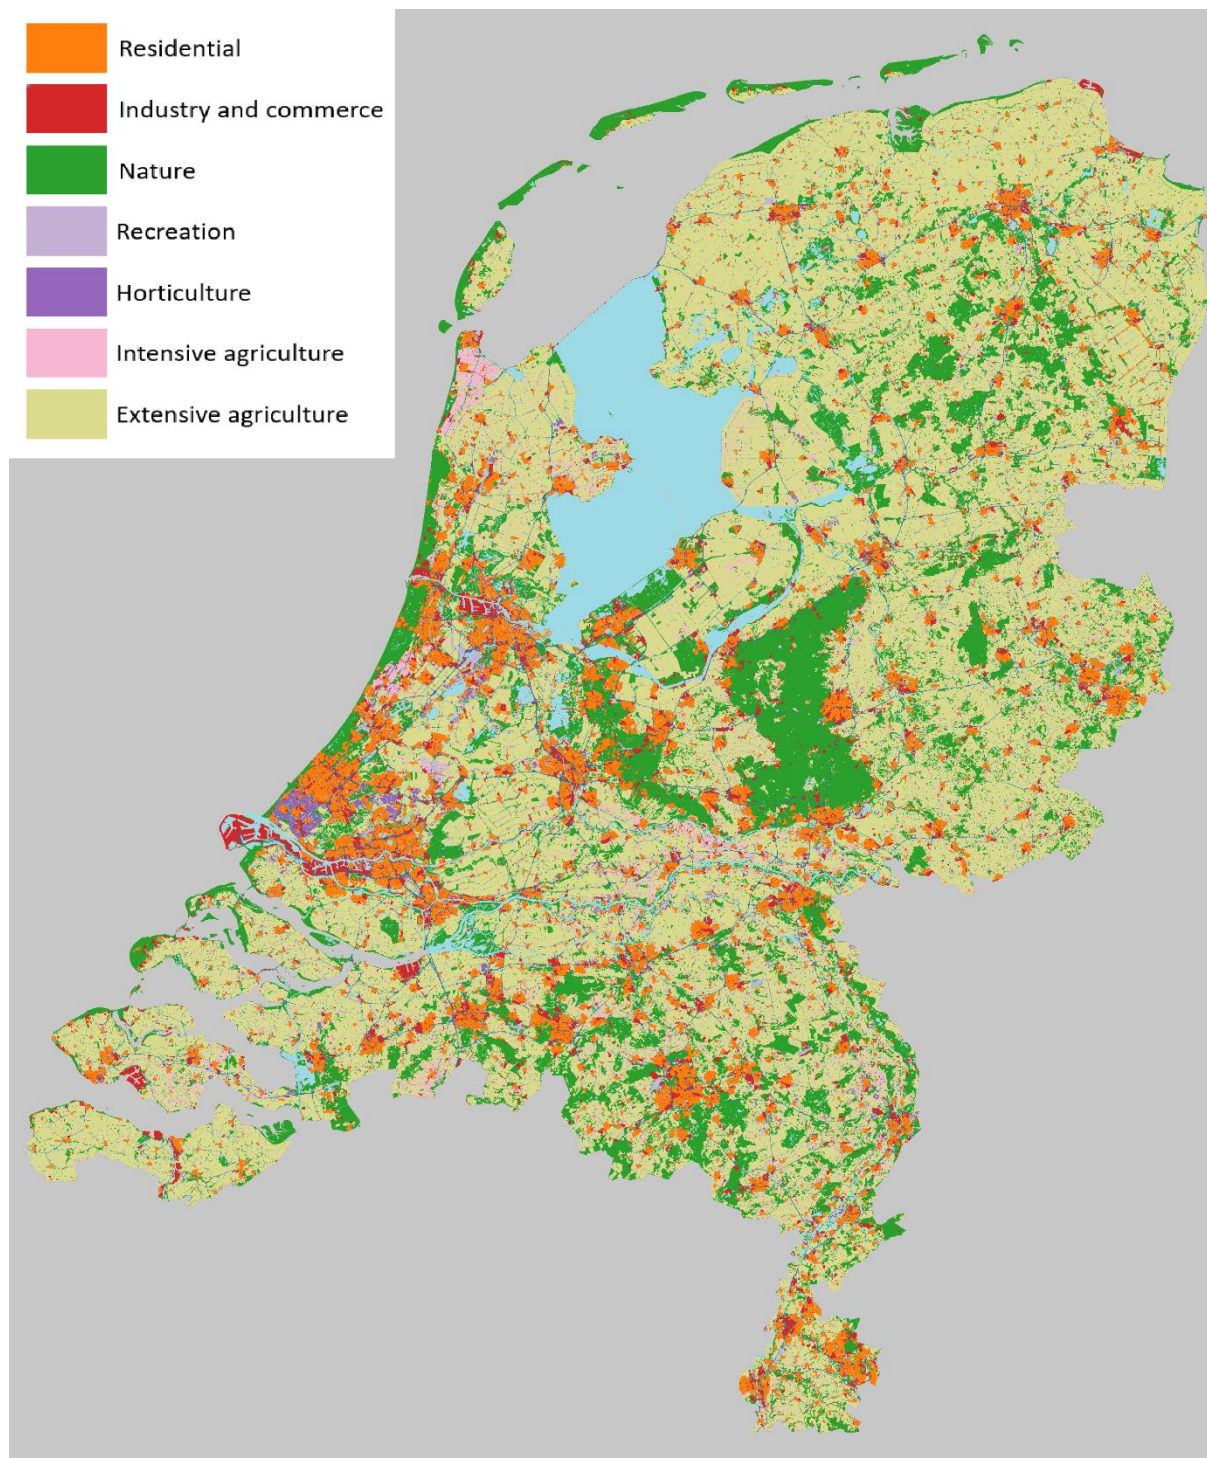 Residential
Industry and commerce
Nature
Recreation
Horticulture
Intensive agriculture
Extensive agriculture